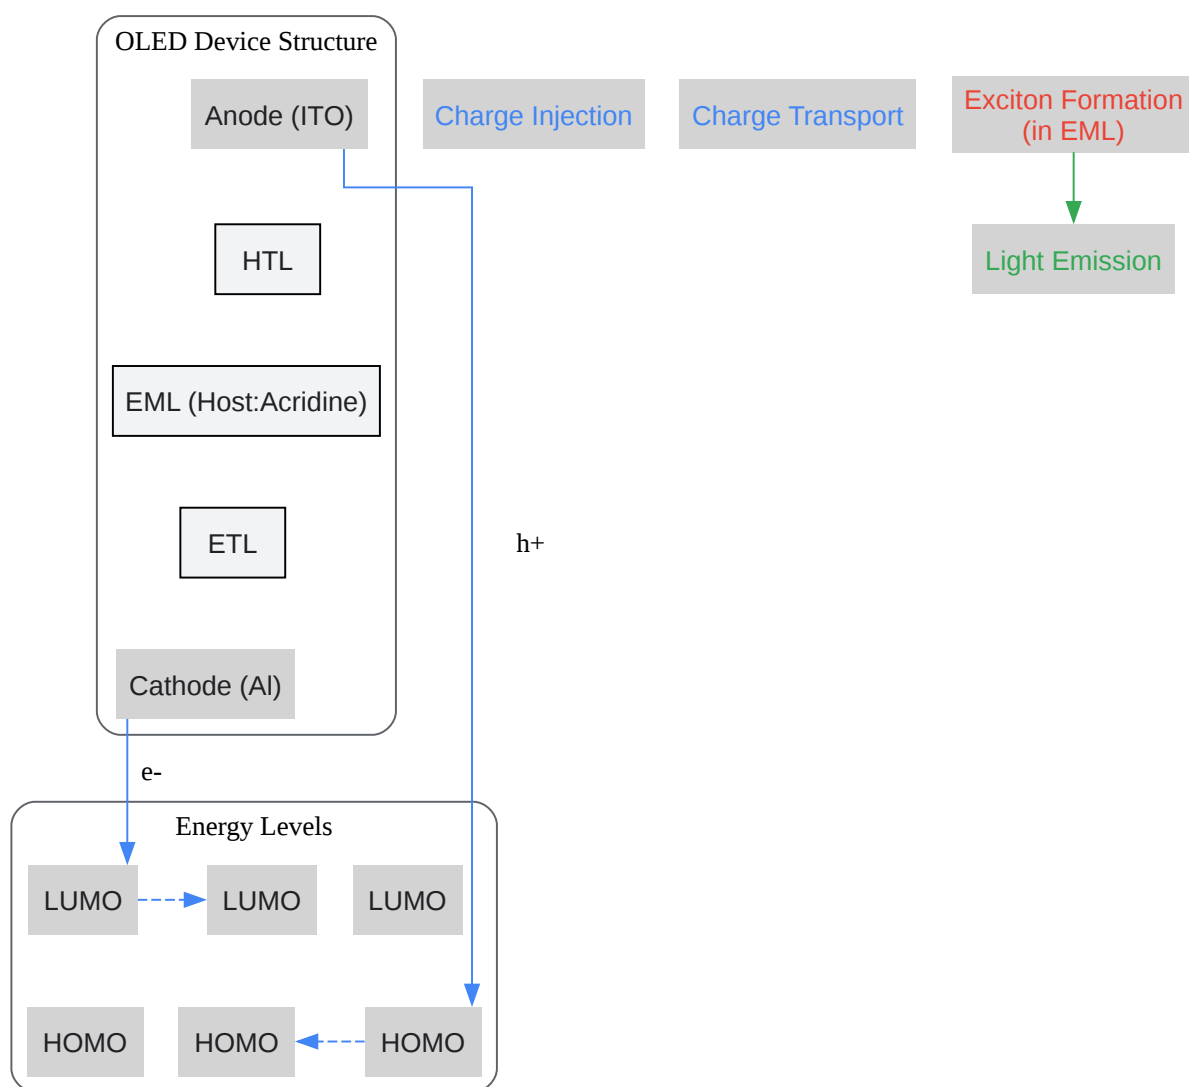 OLED Device Structure
Anode (ITO)
Charge Injection
Charge Transport
Exciton Formation
(in EML)
HTL
Light Emission
EML (Host:Acridine)
ETL
h+
Cathode (Al)
e-
Energy Levels
LUMO
LUMO
LUMO
HOMO
HOMO
HOMO